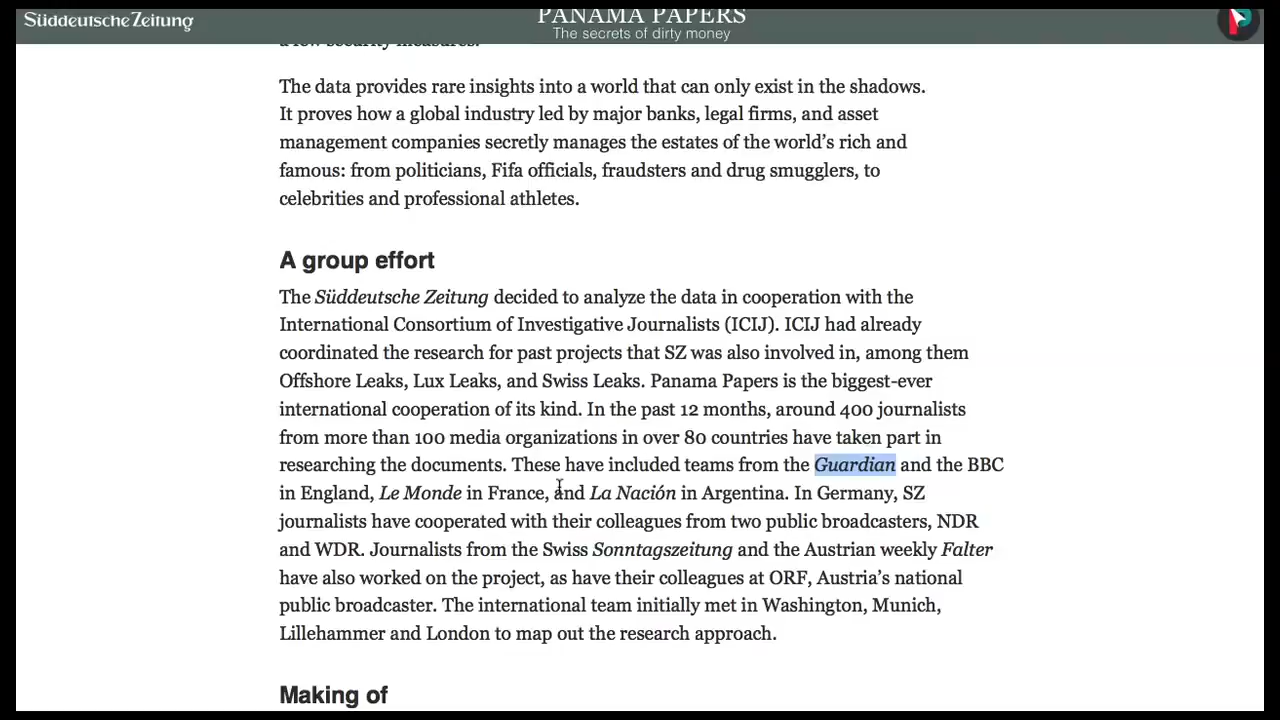 Süddeutsche Zeitung
PANAMA PAPERS
The secrets of dirty money
a few security measures.
The data provides rare insights into a world that can only exist in the shadows.
It proves how a global industry led by major banks, legal firms, and asset
management companies secretly manages the estates of the world’s rich and
famous: from politicians, Fifa officials, fraudsters and drug smugglers, to
celebrities and professional athletes.
A group effort
The Süddeutsche Zeitung decided to analyze the data in cooperation with the
International Consortium of Investigative Journalists (ICIJ). ICIJ had already
coordinated the research for past projects that SZ was also involved in, among them
Offshore Leaks, Lux Leaks, and Swiss Leaks. Panama Papers is the biggest-ever
international cooperation of its kind. In the past 12 months, around 400 journalists
from more than 100 media organizations in over 80 countries have taken part in
researching the documents. These have included teams from the Guardian and the BBC
in England, Le Monde in France, and La Nación in Argentina. In Germany, SZ
journalists have cooperated with their colleagues from two public broadcasters, NDR
and WDR. Journalists from the Swiss Sonntagszeitung and the Austrian weekly Falter
have also worked on the project, as have their colleagues at ORF, Austria’s national
public broadcaster. The international team initially met in Washington, Munich,
Lillehammer and London to map out the research approach.
Making of